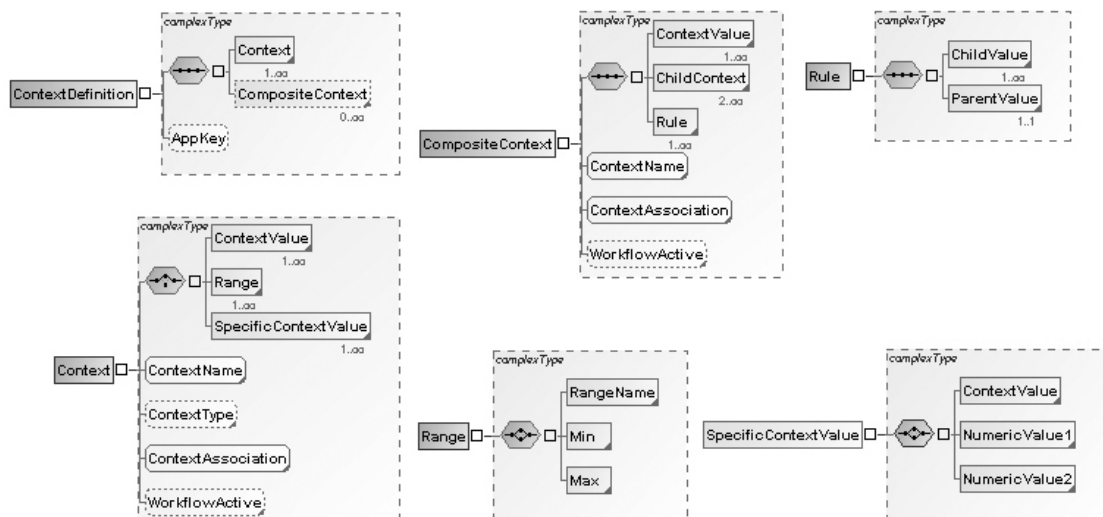 complexType
Context
1..∞
CompositeContext
0..∞
ContextDefinition
AppKey
complexType
ContextValue
1..∞
ChildContext
2..∞
Rule
1..∞
CompositeContext
ContextName
ContextAssociation
WorkflowActive
complexType
ChildValue
1..∞
Rule
ParentValue
1..1
complexType
ContextValue
1..∞
Range
1..∞
SpecificContextValue
1..∞
Context
ContextName
ContextType
ContextAssociation
WorkflowActive
complexType
RangeName
Range
Min
Max
complexType
ContextValue
SpecificContextValue
NumericValue1
NumericValue2